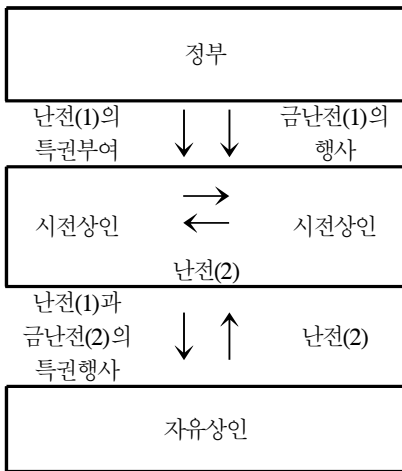 정부
난전(1)의
특권부여
금난전(1)의
행사
시전상인
시전상인
난전(2)
난전(1)과
금난전(2)의
특권행사
난전(2)
자유상인